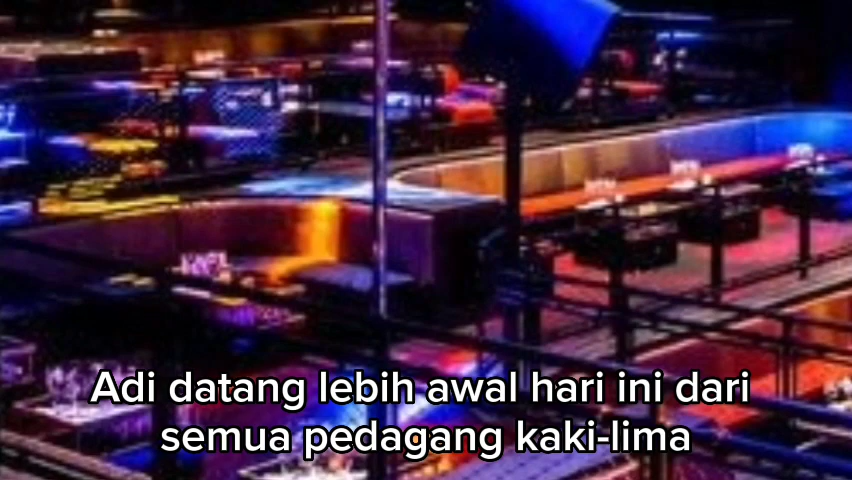 Adi datang lebih awal hari ini dari
semua pedagang kaki-lima